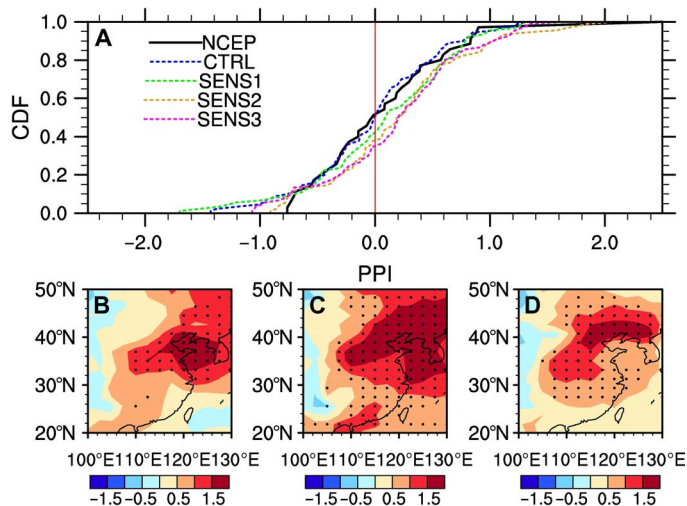 1.0
A
NCEP
0.8
CTRL
SENS1
0.6
SENS2
CDF
SENS3
0.4
0.2
0.0
−2.0 −1.0 0.0 1.0 2.0
PPI
50°N B 50°N C 50°N D
40°N 40°N 40°N
30°N 30°N 30°N
20°N 20°N 20°N
100°E110°E120°E130°E 100°E110°E120°E130°E 100°E110°E120°E130°E
−1.5 −0.5 0.5 1.5 −1.5 −0.5 0.5 1.5 −1.5 −0.5 0.5 1.5